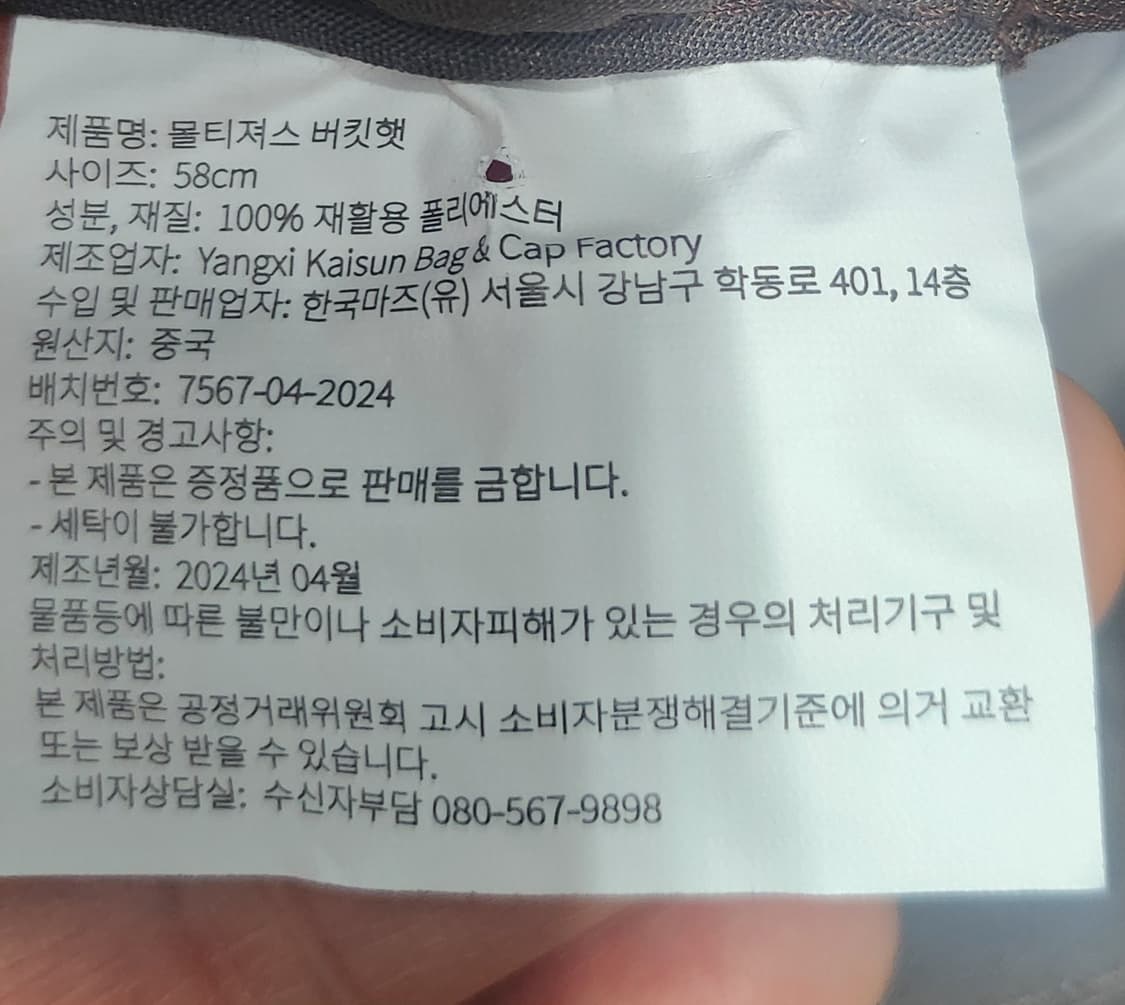 제품명: 몰티져스 버킷햇
사이즈: 58cm
성분, 재질: 100% 재활용 폴리에스터
제조업자: Yangxi Kaisun Bag & Cap Factory
수입 및 판매업자: 한국마즈(유) 서울시 강남구 학동로 401, 14층
원산지: 중국
배치번호: 7567-04-2024
주의 및 경고사항:
- 본 제품은 증정품으로 판매를 금합니다.
- 세탁이 불가합니다.
제조년월: 2024년 04월
물품등에 따른 불만이나 소비자피해가 있는 경우의 처리기구 및
처리방법:
본 제품은 공정거래위원회 고시 소비자분쟁해결기준에 의거 교환
또는 보상 받을 수 있습니다.
소비자상담실: 수신자부담 080-567-9898